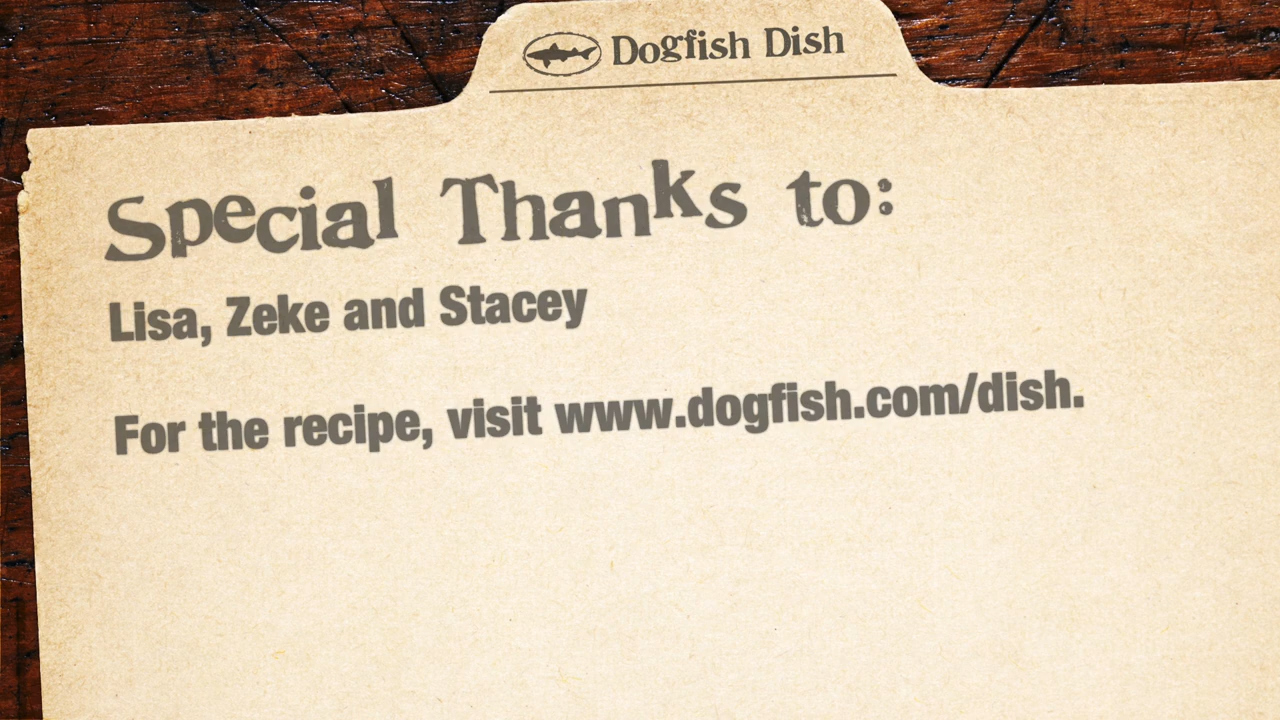 Dogfish Dish
Special Thanks to:
Lisa, Zeke and Stacey
For the recipe, visit www.dogfish.com/dish.